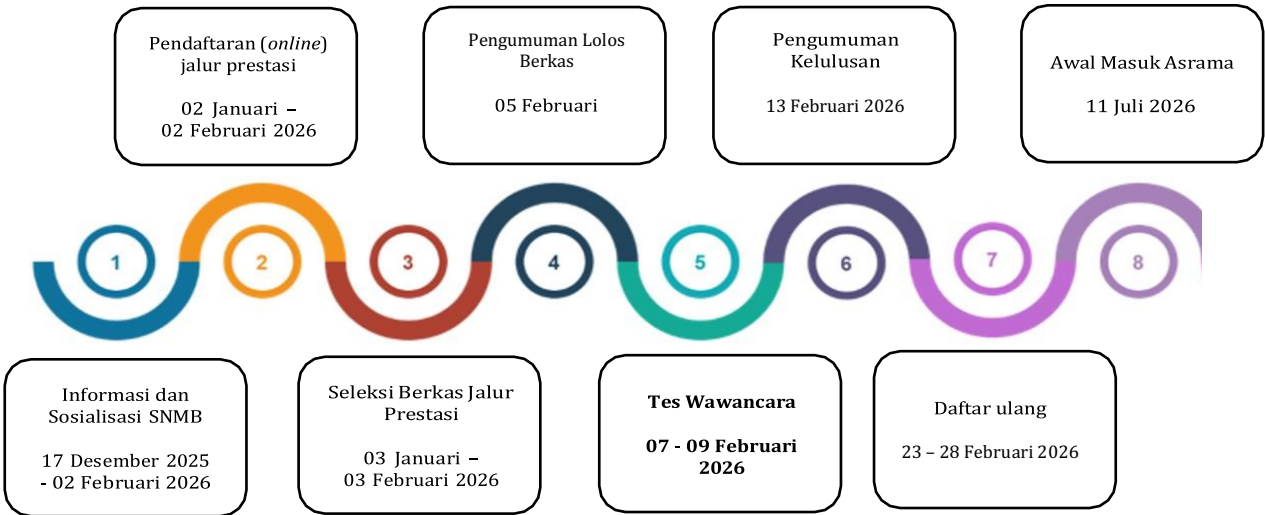 Pendaftaran (online)
jalur prestasi
02 Januari –
02 Februari 2026
Pengumuman Lolos
Berkas
05 Februari
Pengumuman
Kelulusan
13 Februari 2026
Awal Masuk Asrama
11 Juli 2026
1
2
3
4
5
6
7
8
Informasi dan
Sosialisasi SNMB
17 Desember 2025
- 02 Februari 2026
Seleksi Berkas Jalur
Prestasi
03 Januari –
03 Februari 2026
Tes Wawancara
07 - 09 Februari
2026
Daftar ulang
23 – 28 Februari 2026